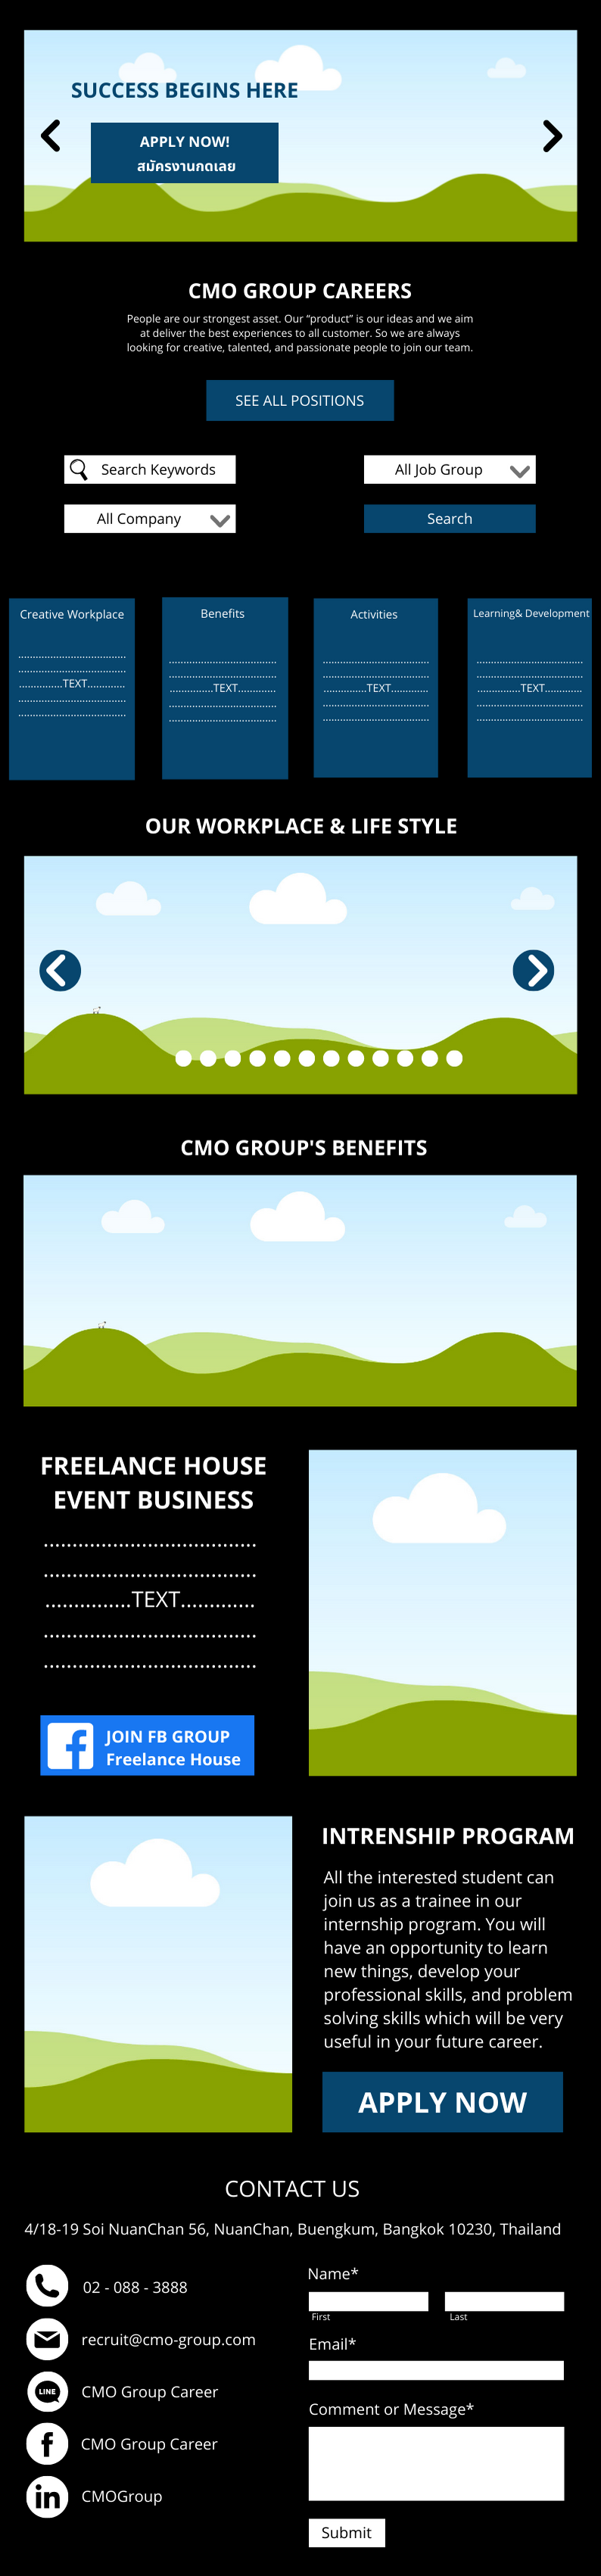 SUCCESS BEGINS HERE
APPLY NOW!
สมัครงานกดเลย
CMO GROUP CAREERS
People are our strongest asset. Our “product” is our ideas and we aim
at deliver the best experiences to all customer. So we are always
looking for creative, talented, and passionate people to join our team.
SEE ALL POSITIONS
Search Keywords
All Job Group
All Company
Search
Creative Workplace
...................................
...................................
..............TEXT............
...................................
...................................
Benefits
...................................
...................................
..............TEXT............
...................................
...................................
Activities
...................................
...................................
..............TEXT............
...................................
...................................
Learning& Development
...................................
...................................
..............TEXT............
...................................
...................................
OUR WORKPLACE & LIFE STYLE
CMO GROUP'S BENEFITS
FREELANCE HOUSE
EVENT BUSINESS
.....................................
.....................................
...............TEXT.............
.....................................
.....................................
JOIN FB GROUP
Freelance House
INTRENSHIP PROGRAM
All the interested student can
join us as a trainee in our
internship program. You will
have an opportunity to learn
new things, develop your
professional skills, and problem
solving skills which will be very
useful in your future career.
APPLY NOW
CONTACT US
4/18-19 Soi NuanChan 56, NuanChan, Buengkum, Bangkok 10230, Thailand
02 - 088 - 3888
recruit@cmo-group.com
LINE
CMO Group Career
CMO Group Career
in
CMOGroup
Name*
First
Last
Email*
Comment or Message*
Submit